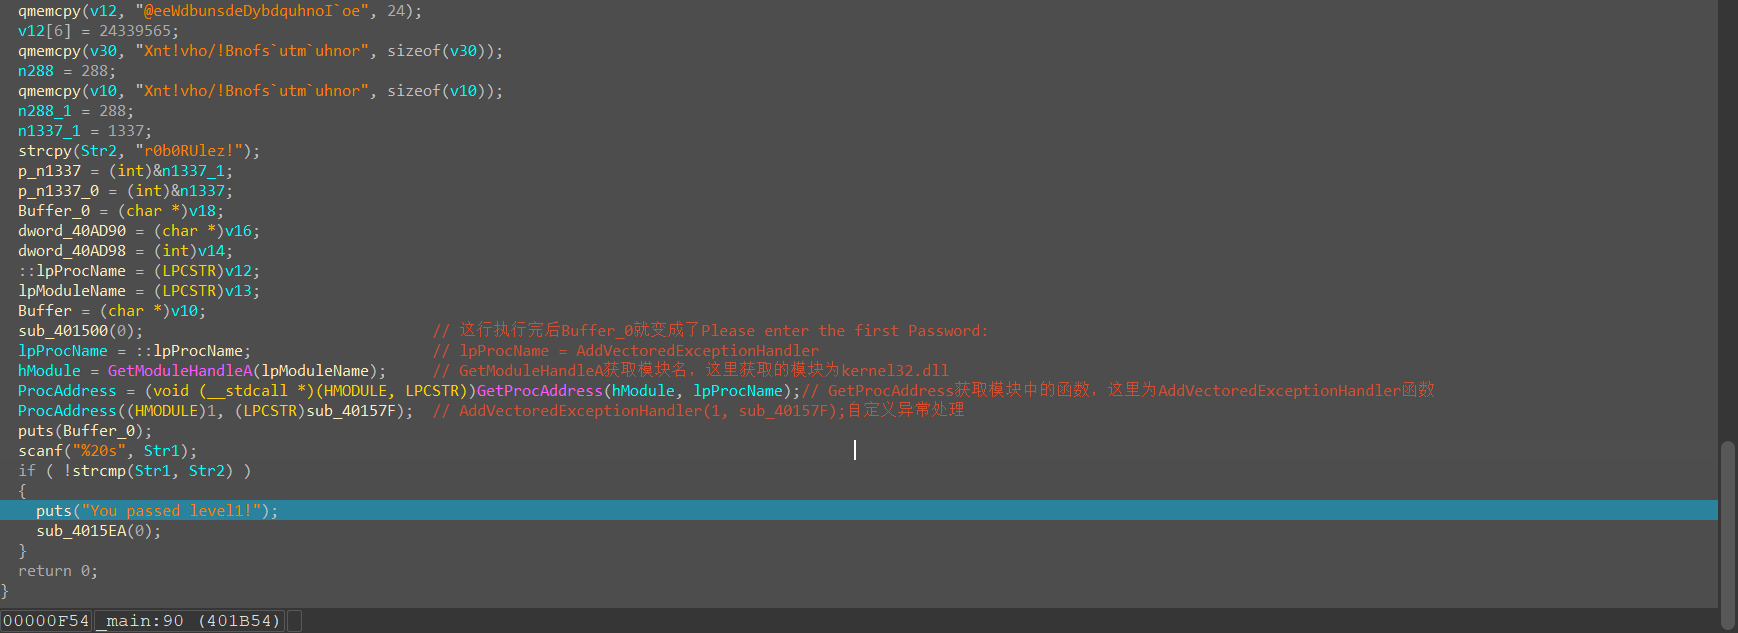 qmemcpy(v12, "@eeWdbunsdeDybdquhnoI`oe", 24);
v12[6] = 24339565;
qmemcpy(v30, "Xnt!vho/!Bnofs`utm`uhnor", sizeof(v30));
n288 = 288;
qmemcpy(v10, "Xnt!vho/!Bnofs`utm`uhnor", sizeof(v10));
n288_1 = 288;
n1337_1 = 1337;
strcpy(Str2, "r0b0RUlez!");
p_n1337 = (int)&n1337_1;
p_n1337_0 = (int)&n1337;
Buffer_0 = (char *)v18;
dword_40AD90 = (char *)v16;
dword_40AD98 = (int)v14;
::lpProcName = (LPCSTR)v12;
lpModuleName = (LPCSTR)v13;
Buffer = (char *)v10;
sub_401500(0); // 这行执行完后Buffer_0就变成了Please enter the first Password:
lpProcName = ::lpProcName; // lpProcName = AddVectoredExceptionHandler
hModule = GetModuleHandleA(lpModuleName); // GetModuleHandleA获取模块名，这里获取的模块为kernel32.dll
ProcAddress = (void (__stdcall *)(HMODULE, LPCSTR))GetProcAddress(hModule, lpProcName);// GetProcAddress获取模块中的函数，这里为AddVectoredExceptionHandler函数
ProcAddress((HMODULE)1, (LPCSTR)sub_40157F); // AddVectoredExceptionHandler(1, sub_40157F);自定义异常处理
puts(Buffer_0);
scanf("%20s", Str1);
if ( !strcmp(Str1, Str2) )
{
puts("You passed level1!");
sub_4015EA(0);
}
return 0;
}
00000F54 _main:90 (401B54)